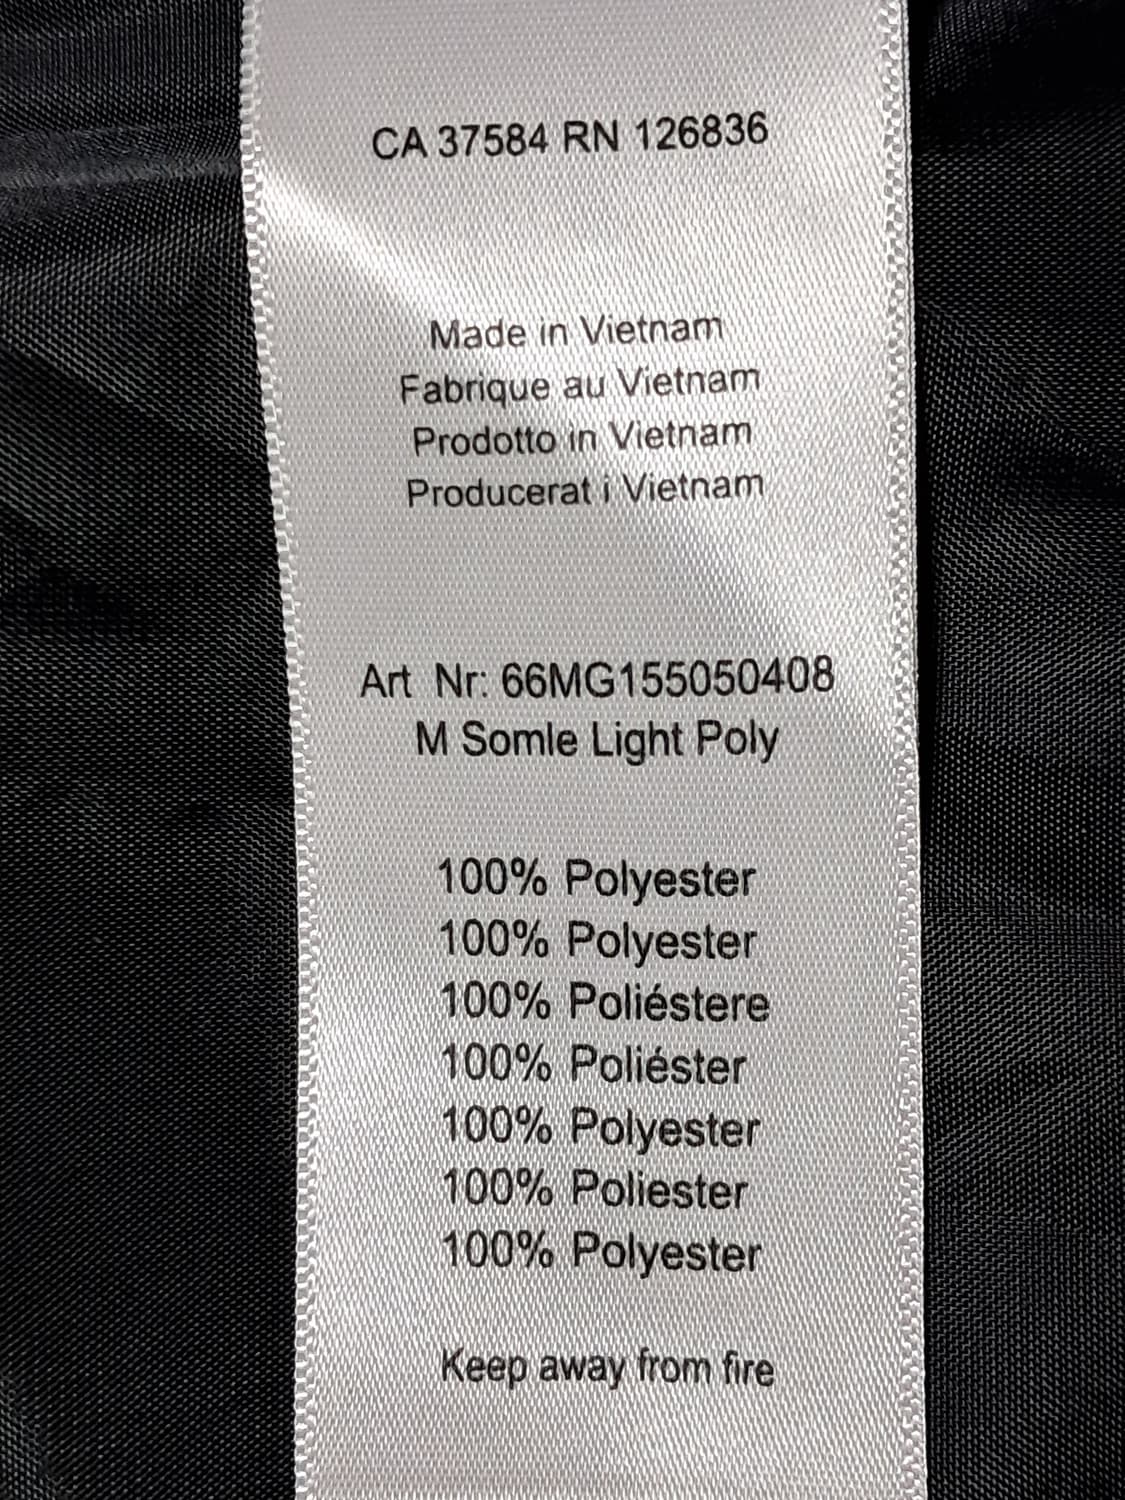 CA 37584 RN 126836
Made in Vietnam
Fabrique au Vietnam
Prodotto in Vietnam
Producerat i Vietnam
Art Nr: 66MG155050408
M Somle Light Poly
100% Polyester
100% Polyester
100% Poliéstere
100% Poliéster
100% Polyester
100% Poliester
100% Polyester
Keep away from fire